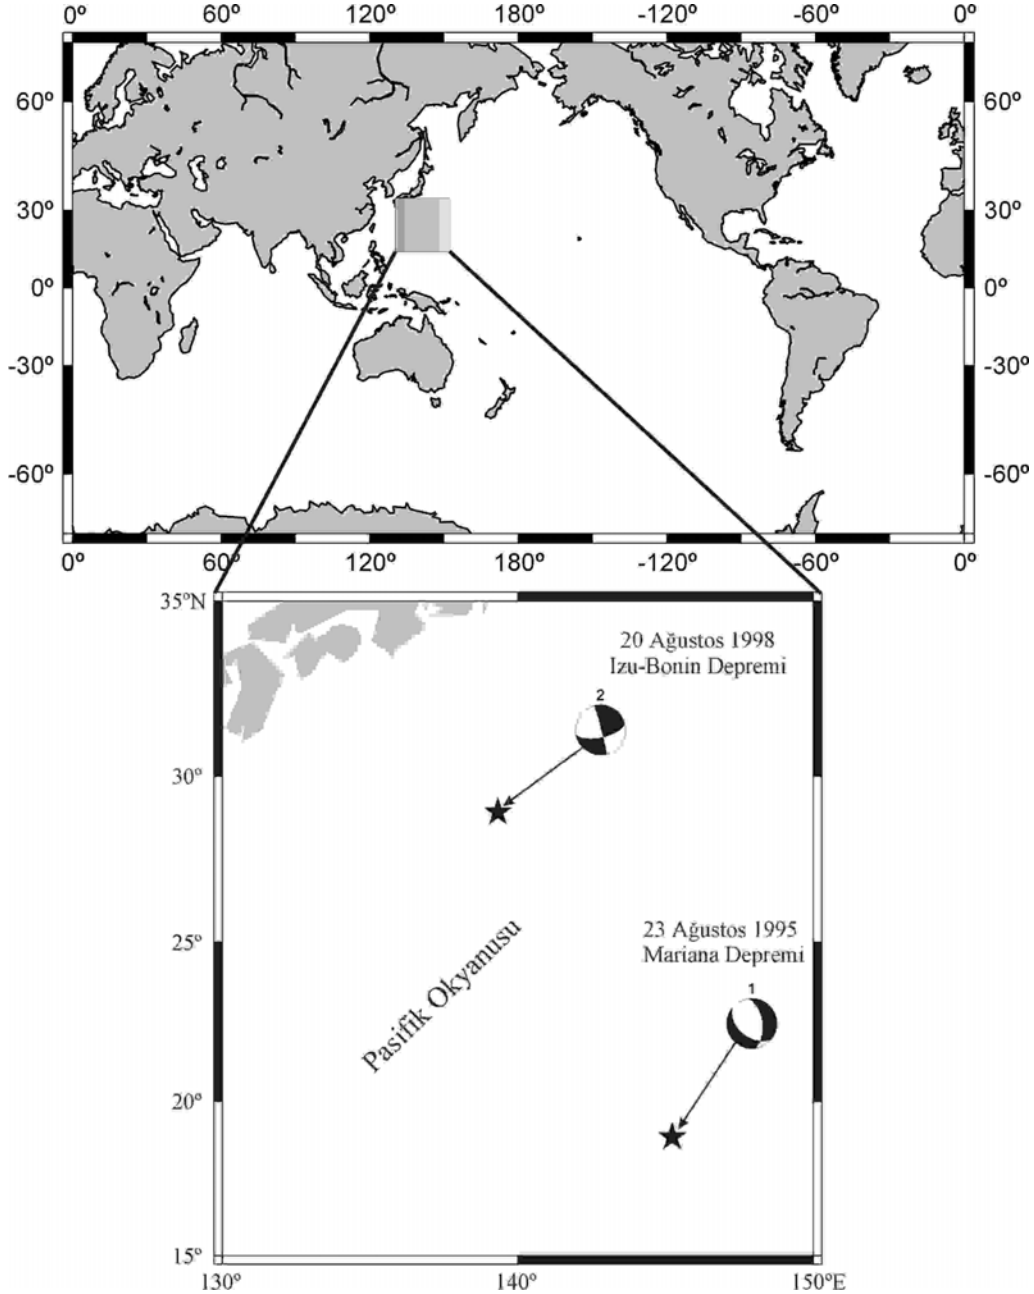 0º 60º 120º 180º -120º -60º 0º
60º 60º
30º 30º
0º 0º
-30º -30º
-60º -60º
0º 60º 120º 180º -120º -60º 0º
35ºN
20 Ağustos 1998
Izu-Bonin Depremi
2
30º
23 Ağustos 1995
Mariana Depremi
25º
1
Pasifik Okyanusu
20º
15º
130º 140º 150ºE